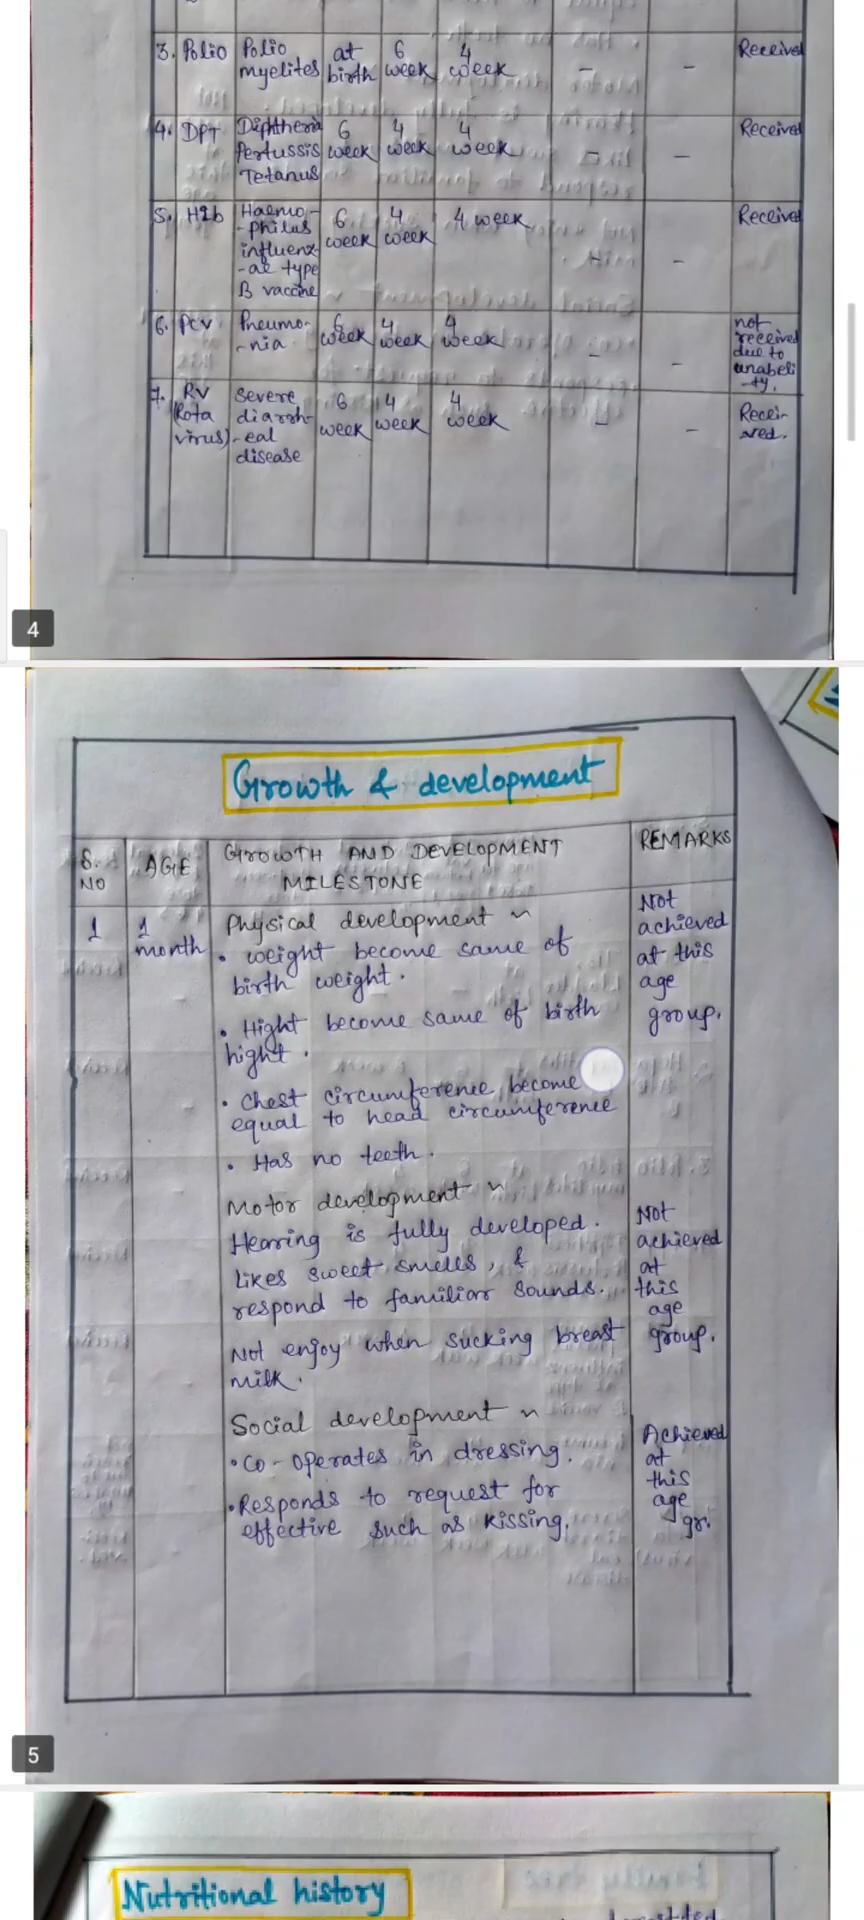 3. Polio Polio myelites at birth 6 week 4 week – – Received
4. DPT Diphtheria Pertussis Tetanus 6 week 4 week 4 week – – Received
5. HIb Haemo- -philus influenz- -ae type B vaccine 6 week 4 week 4 week – Received
6. PCV Pneumo- -nia 6 week 4 week 4 week – – not received due to unabeli -ty.
7. RV (Rota virus) severe diarrh- -eal disease 6 week 4 week 4 week – – Recei- -ved.
4
Growth & development
S. NO AGE GROWTH AND DEVELOPMENT MILESTONE REMARKS
1 1 month Physical development ~
• weight become same of
birth weight.
• Hight become same of birth
hight.
• Chest circumference become
equal to head circumference
• Has no teeth.
Not
achieved
at this
age
group.
Motor development ~
Hearing is fully developed.
Likes sweet smells, &
respond to familiar sounds.
Not enjoy when sucking breast
milk.
Not
achieved
at
this
age
group.
Social development ~
• Co-operates in dressing.
• Responds to request for
effective such as kissing.
Achieved
at
this
age
gr.
5
Nutritional history